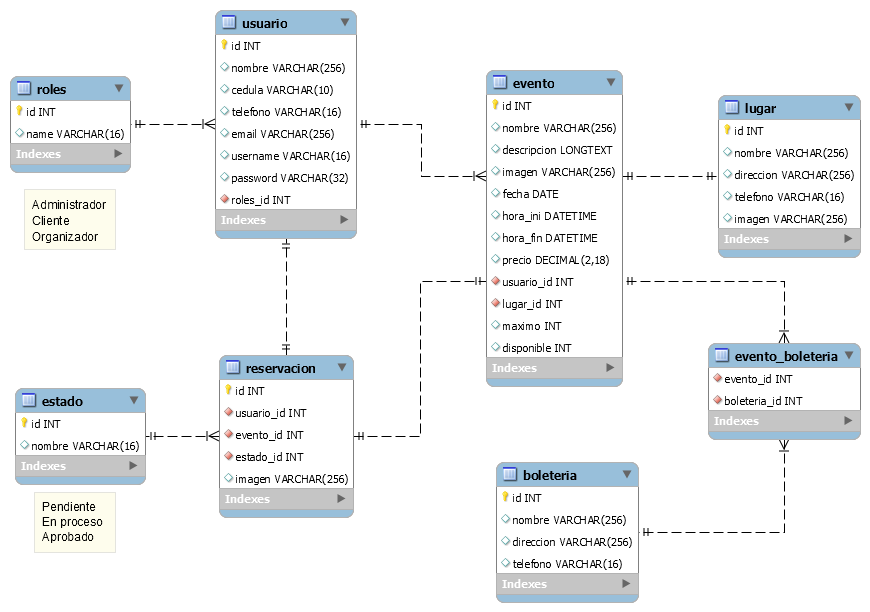 usuario
id INT
nombre VARCHAR(256)
cedula VARCHAR(10)
telefono VARCHAR(16)
email VARCHAR(256)
username VARCHAR(16)
password VARCHAR(32)
roles_id INT
Indexes
roles
id INT
name VARCHAR(16)
Indexes
Administrador
Cliente
Organizador
evento
id INT
nombre VARCHAR(256)
descripcion LONGTEXT
imagen VARCHAR(256)
fecha DATE
hora_ini DATETIME
hora_fin DATETIME
precio DECIMAL(2,18)
usuario_id INT
lugar_id INT
maximo INT
disponible INT
Indexes
lugar
id INT
nombre VARCHAR(256)
direccion VARCHAR(256)
telefono VARCHAR(16)
imagen VARCHAR(256)
Indexes
reservacion
id INT
usuario_id INT
evento_id INT
estado_id INT
imagen VARCHAR(256)
Indexes
estado
id INT
nombre VARCHAR(16)
Indexes
Pendiente
En proceso
Aprobado
evento_boleteria
evento_id INT
boleteria_id INT
Indexes
boleteria
id INT
nombre VARCHAR(256)
direccion VARCHAR(256)
telefono VARCHAR(16)
Indexes